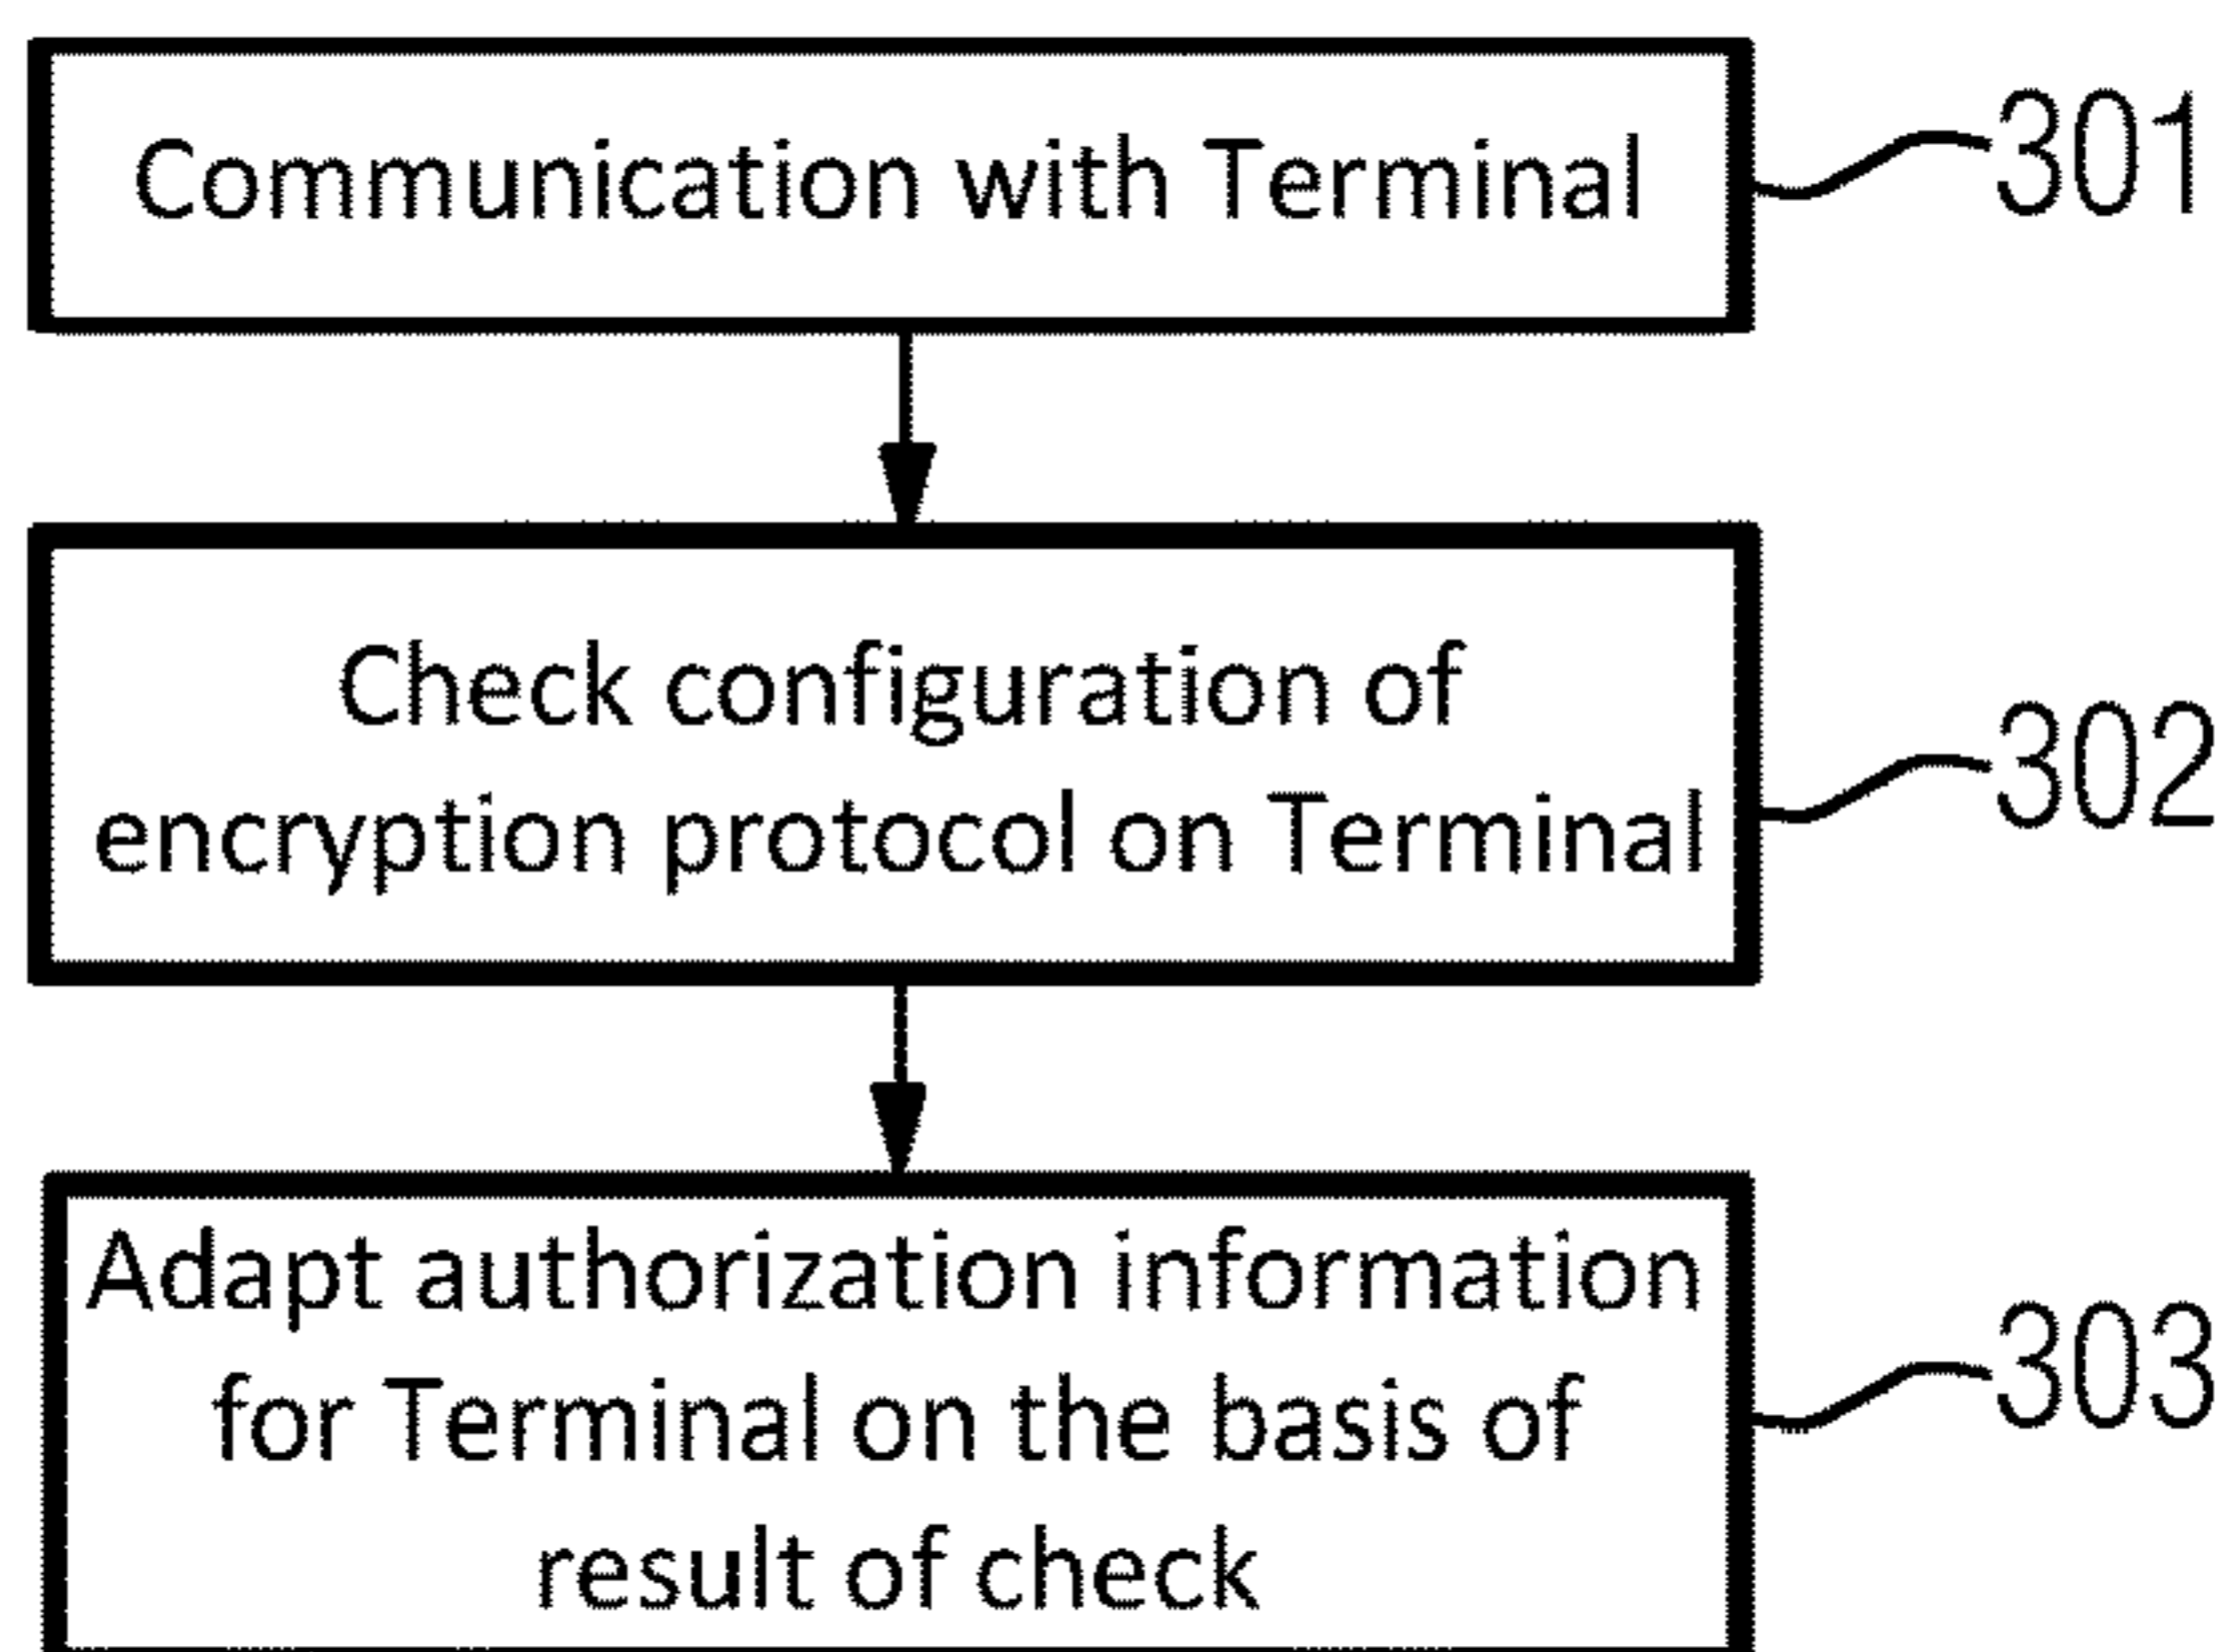 Communication with Terminal
301
Check configuration of
encryption protocol on Terminal
302
Adapt authorization information
for Terminal on the basis of
result of check
303